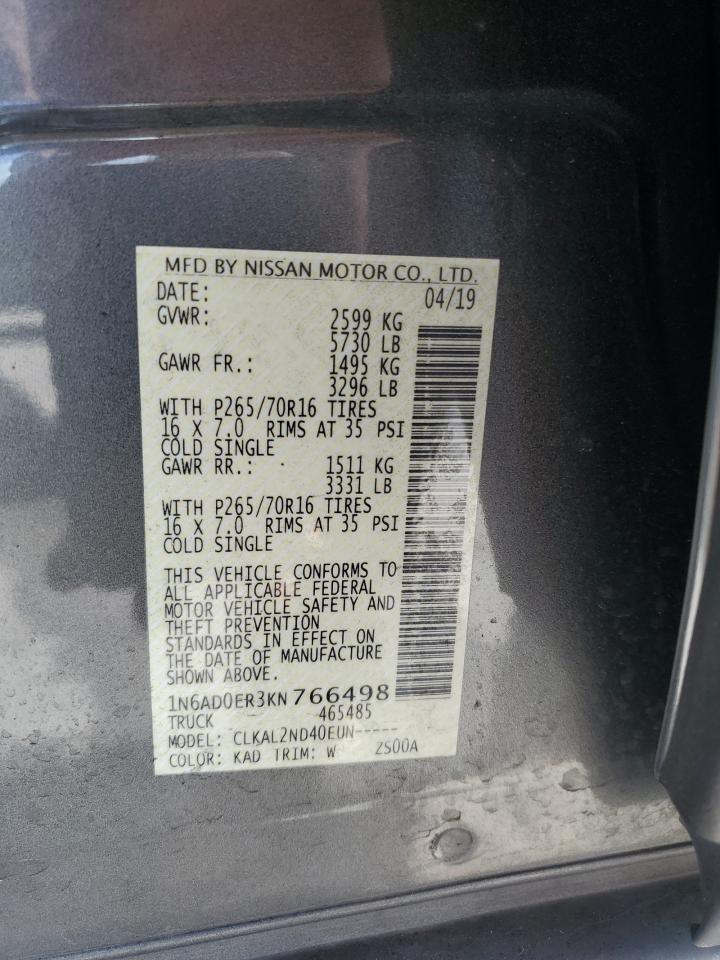 MFD BY NISSAN MOTOR CO., LTD.
DATE: 04/19
GVWR: 2599 KG
5730 LB
GAWR FR.: 1495 KG
3296 LB
WITH P265/70R16 TIRES
16 X 7.0 RIMS AT 35 PSI
COLD SINGLE
GAWR RR.: 1511 KG
3331 LB
WITH P265/70R16 TIRES
16 X 7.0 RIMS AT 35 PSI
COLD SINGLE
THIS VEHICLE CONFORMS TO
ALL APPLICABLE FEDERAL
MOTOR VEHICLE SAFETY AND
THEFT PREVENTION
STANDARDS IN EFFECT ON
THE DATE OF MANUFACTURE
SHOWN ABOVE.
1N6AD0ER3KN766498
TRUCK 465485
MODEL: CLKAL2ND40EUN-----
COLOR: KAD TRIM: W ZS00A